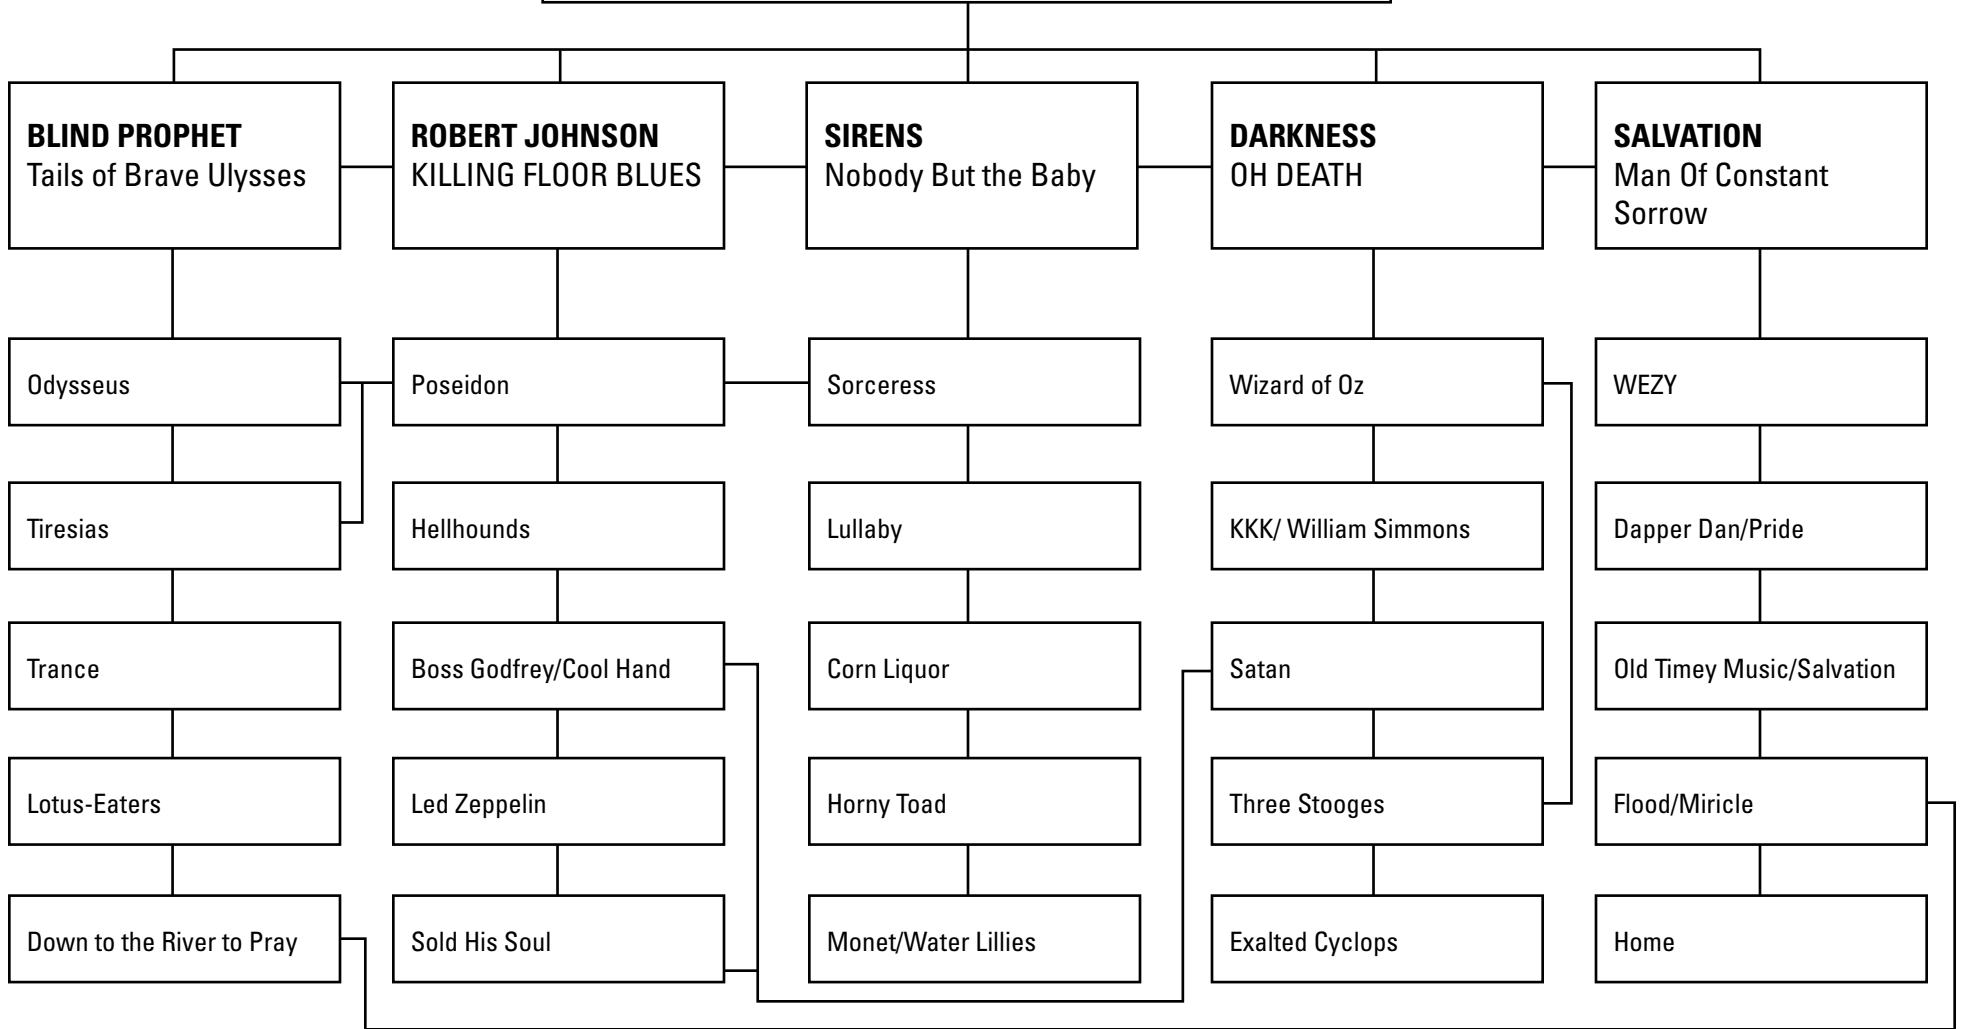 BLIND PROPHET
Tails of Brave Ulysses
ROBERT JOHNSON
KILLING FLOOR BLUES
SIRENS
Nobody But the Baby
DARKNESS
OH DEATH
SALVATION
Man Of Constant
Sorrow
Odysseus
Poseidon
Sorceress
Wizard of Oz
WEZY
Tiresias
Hellhounds
Lullaby
KKK/ William Simmons
Dapper Dan/Pride
Trance
Boss Godfrey/Cool Hand
Corn Liquor
Satan
Old Timey Music/Salvation
Lotus-Eaters
Led Zeppelin
Horny Toad
Three Stooges
Flood/Miricle
Down to the River to Pray
Sold His Soul
Monet/Water Lillies
Exalted Cyclops
Home